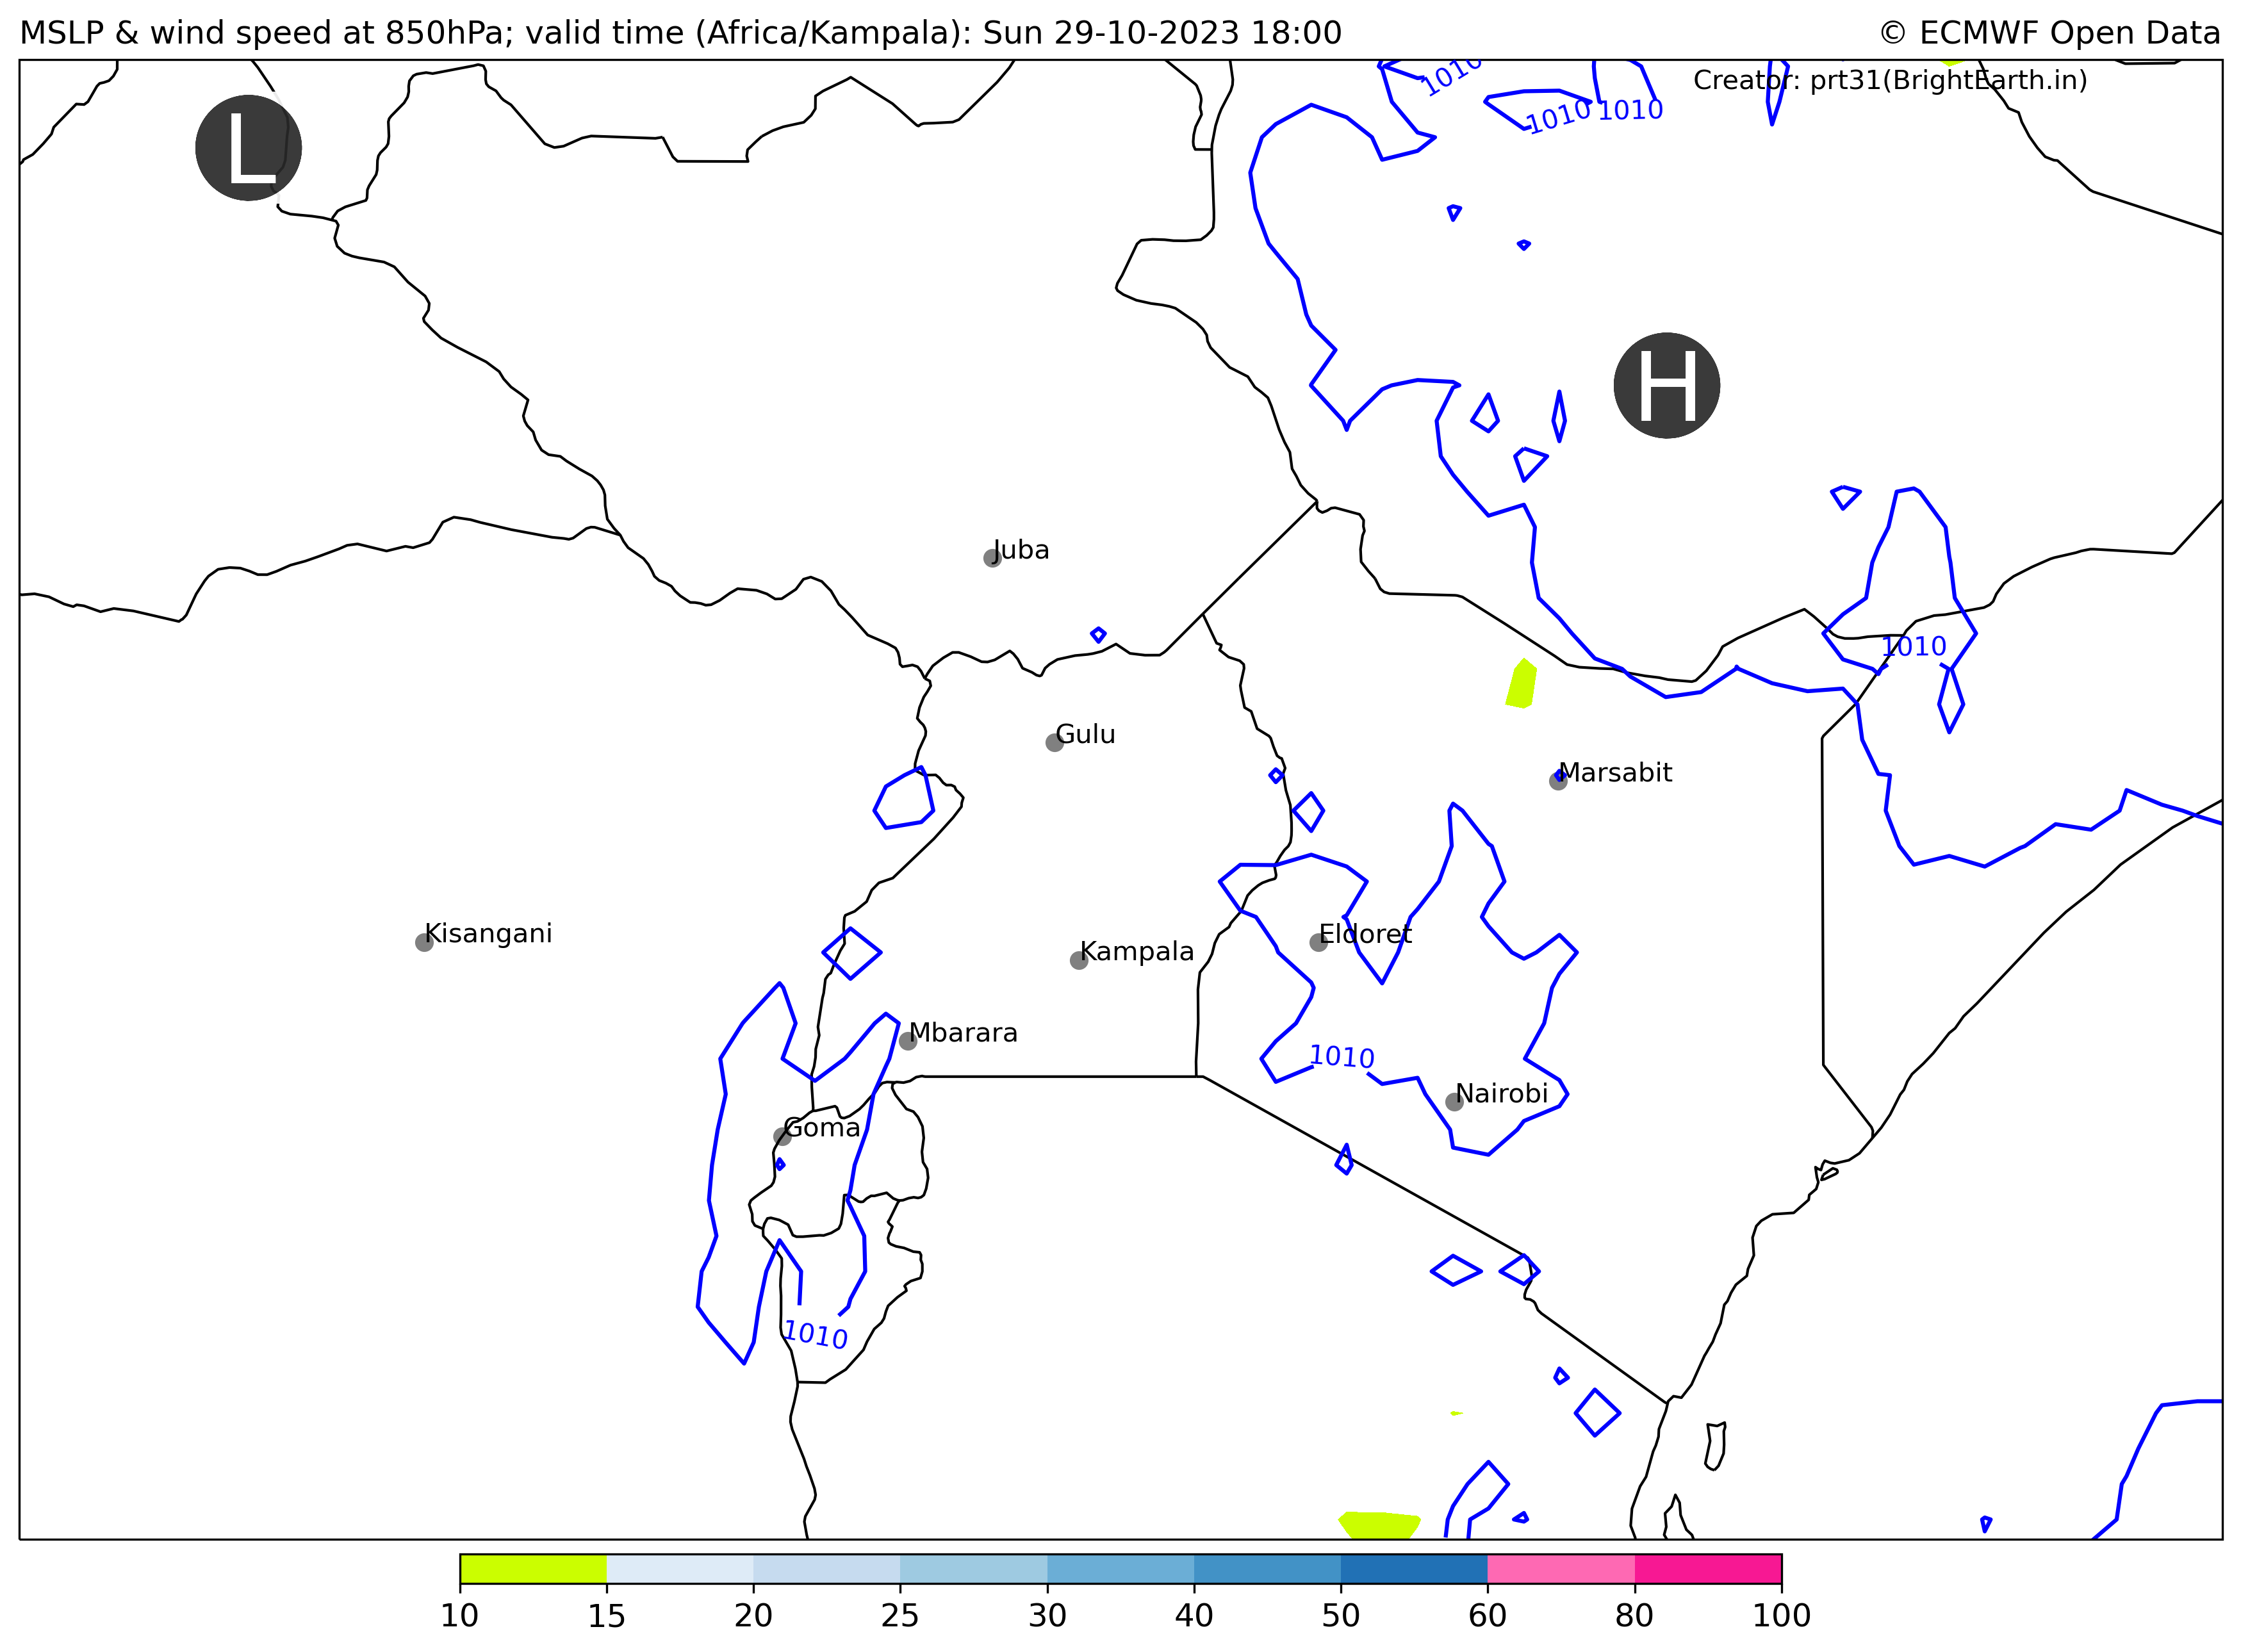 MSLP & wind speed at 850hPa; valid time (Africa/Kampala): Sun 29-10-2023 18:00
© ECMWF Open Data
Creator: prt31(BrightEarth.in)
1010
1010
1010
L
H
Juba
1010
Gulu
Marsabit
Kisangani
Eldoret
Kampala
Mbarara
1010
Nairobi
Goma
1010
10 15 20 25 30 40 50 60 80 100